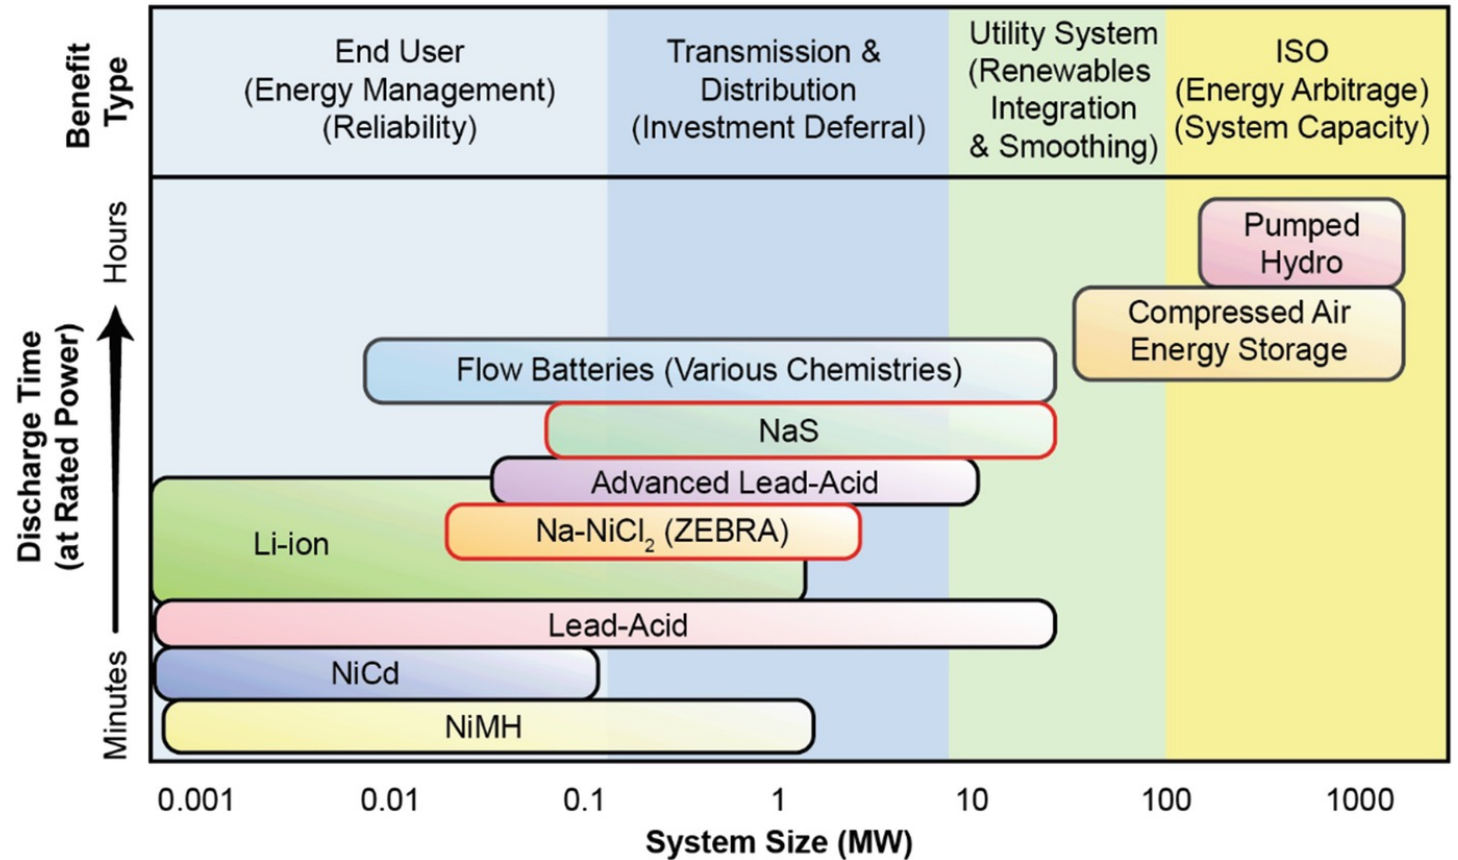 Benefit
Type
End User
(Energy Management)
(Reliability)
Transmission &
Distribution
(Investment Deferral)
Utility System
(Renewables
Integration
& Smoothing)
ISO
(Energy Arbitrage)
(System Capacity)
Discharge Time
(at Rated Power)
Hours
Minutes
Pumped
Hydro
Compressed Air
Energy Storage
Flow Batteries (Various Chemistries)
NaS
Advanced Lead-Acid
Na-NiCl₂ (ZEBRA)
Li-ion
Lead-Acid
NiCd
NiMH
0.001 0.01 0.1 1 10 100 1000
System Size (MW)